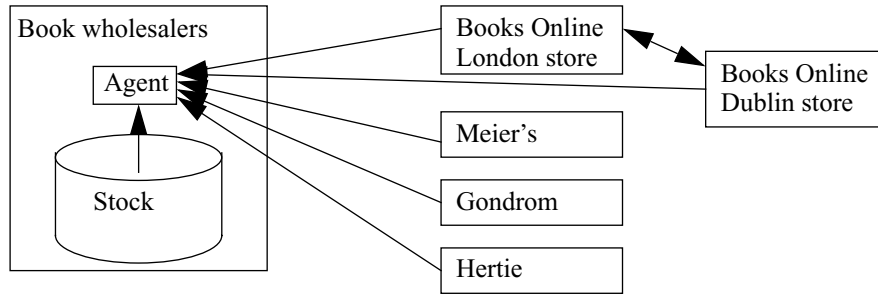 Book wholesalers
Agent
Stock
Books Online
London store
Books Online
Dublin store
Meier's
Gondrom
Hertie